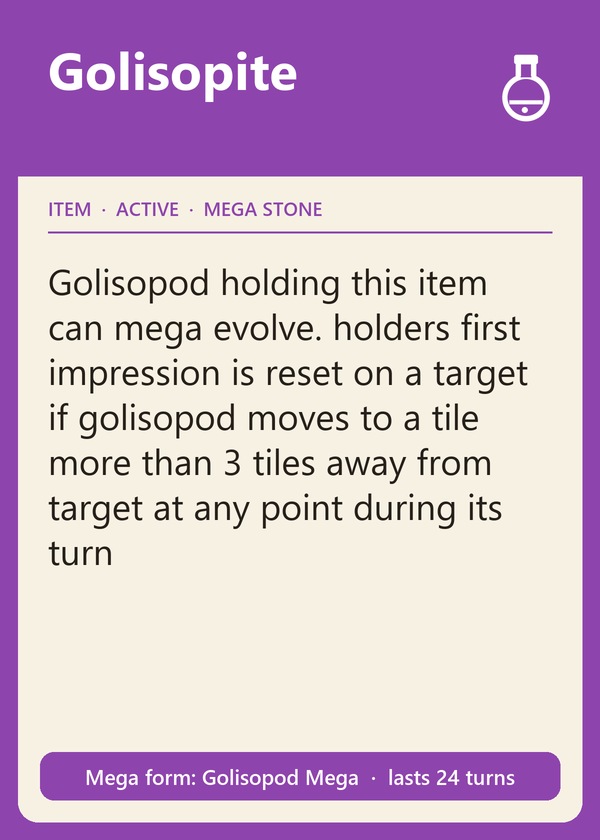 Golisopite
ITEM · ACTIVE · MEGA STONE
Golisopod holding this item
can mega evolve. holders first
impression is reset on a target
if golisopod moves to a tile
more than 3 tiles away from
target at any point during its
turn
Mega form: Golisopod Mega · lasts 24 turns